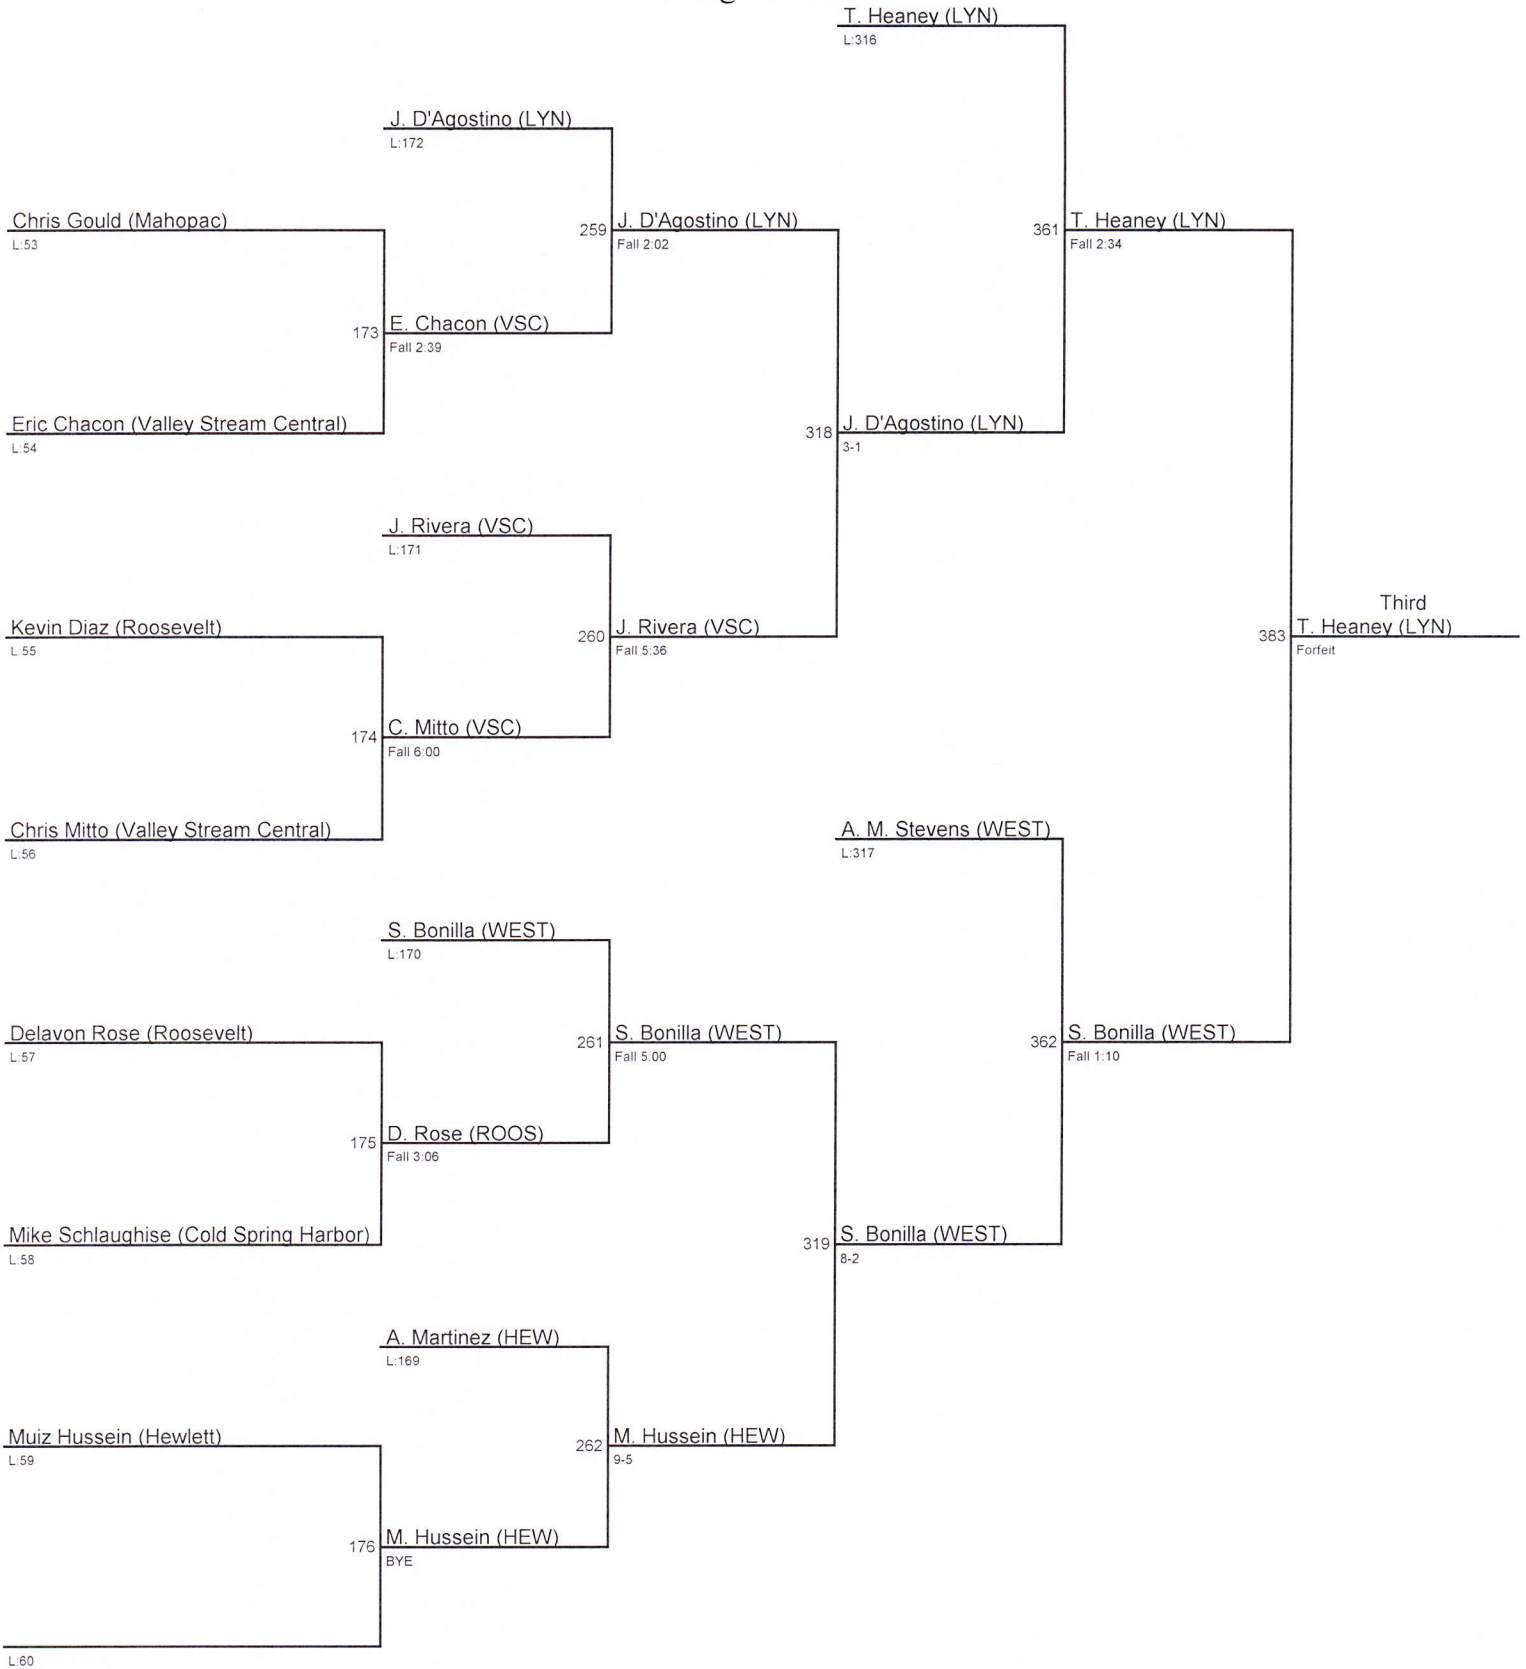 T. Heaney (LYN)
L:316
J. D'Agostino (LYN)
L:172
Chris Gould (Mahopac)
L:53
259 J. D'Agostino (LYN)
Fall 2:02
361 T. Heaney (LYN)
Fall 2:34
173 E. Chacon (VSC)
Fall 2:39
Eric Chacon (Valley Stream Central)
L:54
318 J. D'Agostino (LYN)
3-1
J. Rivera (VSC)
L:171
Third
Kevin Diaz (Roosevelt)
L:55
260 J. Rivera (VSC)
Fall 5:36
383 T. Heaney (LYN)
Forfeit
174 C. Mitto (VSC)
Fall 6:00
Chris Mitto (Valley Stream Central)
L:56
A. M. Stevens (WEST)
L:317
S. Bonilla (WEST)
L:170
Delavon Rose (Roosevelt)
L:57
261 S. Bonilla (WEST)
Fall 5:00
362 S. Bonilla (WEST)
Fall 1:10
175 D. Rose (ROOS)
Fall 3:06
Mike Schlaughise (Cold Spring Harbor)
L:58
319 S. Bonilla (WEST)
8-2
A. Martinez (HEW)
L:169
Muiz Hussein (Hewlett)
L:59
262 M. Hussein (HEW)
9-5
176 M. Hussein (HEW)
BYE
L:60